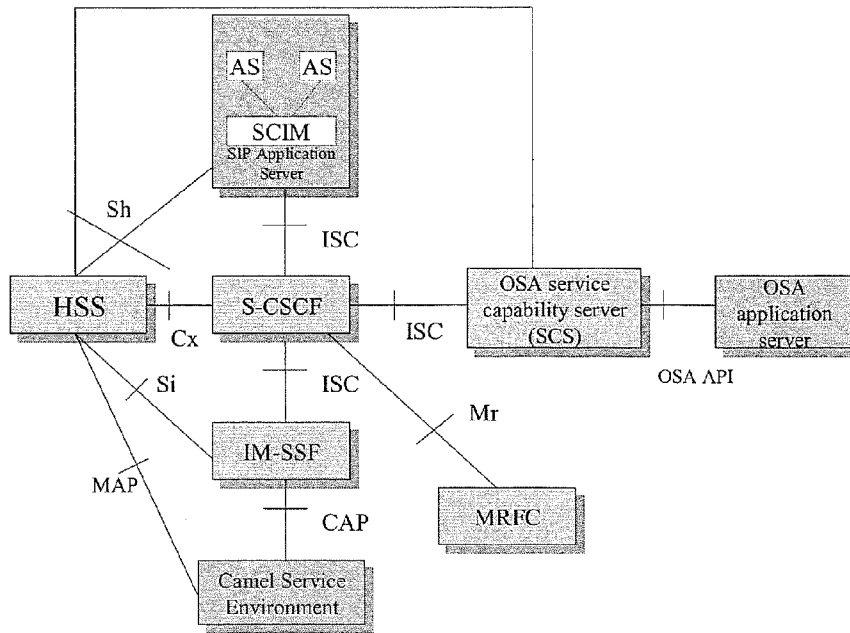 AS AS
SCIM
SIP Application
Server
Sh
ISC
HSS
S-CSCF
OSA service
capability server
(SCS)
OSA
application
server
Cx
ISC
OSA API
Si
ISC
Mr
IM-SSF
MAP
MRFC
CAP
Camel Service
Environment